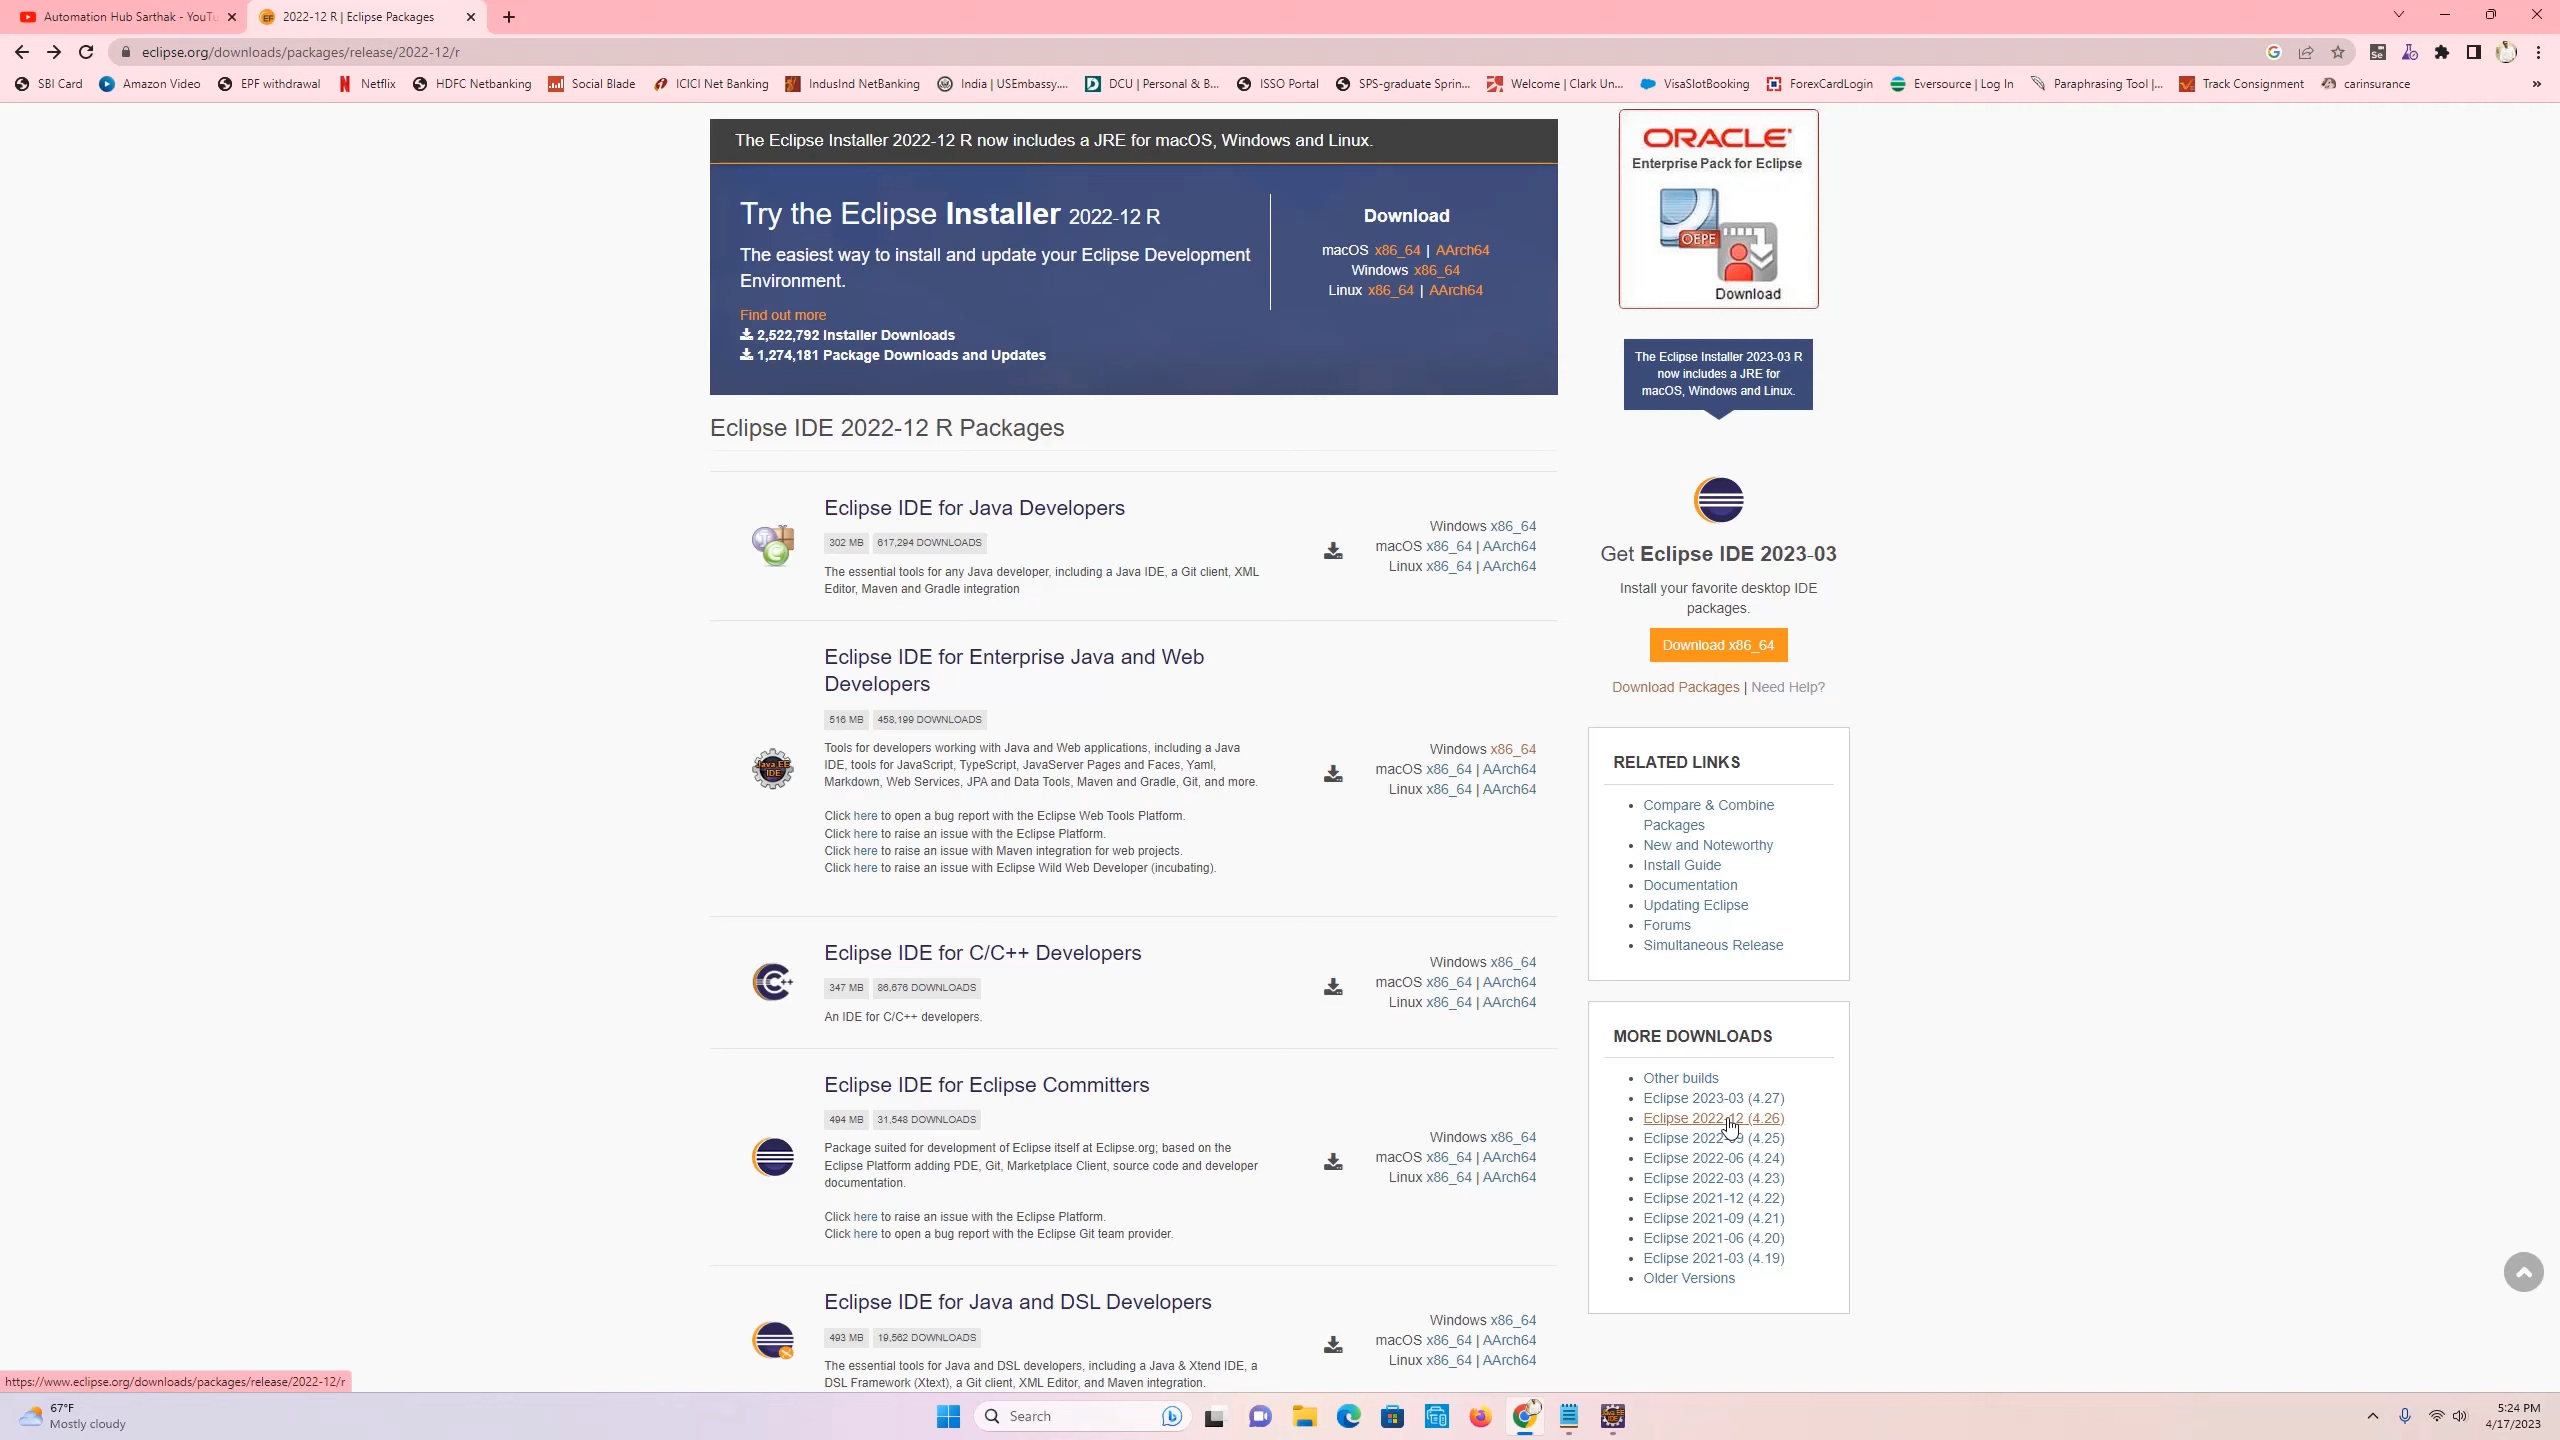 Automation Hub Sarthak - YouTu
2022-12 R | Eclipse Packages
eclipse.org/downloads/packages/release/2022-12/r
SBI Card
Amazon Video
EPF withdrawal
Netflix
HDFC Netbanking
Social Blade
ICICI Net Banking
IndusInd NetBanking
India | USEmbassy....
DCU | Personal & B...
ISSO Portal
SPS-graduate Sprin...
Welcome | Clark Un...
VisaSlotBooking
ForexCardLogin
Eversource | Log In
Paraphrasing Tool |...
Track Consignment
carinsurance
»
The Eclipse Installer 2022-12 R now includes a JRE for macOS, Windows and Linux.
Try the Eclipse Installer 2022-12 R
The easiest way to install and update your Eclipse Development
Environment.
Find out more
2,522,792 Installer Downloads
1,274,181 Package Downloads and Updates
Download
macOS x86_64 | AArch64
Windows x86_64
Linux x86_64 | AArch64
Eclipse IDE 2022-12 R Packages
Eclipse IDE for Java Developers
302 MB 617,294 DOWNLOADS
The essential tools for any Java developer, including a Java IDE, a Git client, XML
Editor, Maven and Gradle integration
Windows x86_64
macOS x86_64 | AArch64
Linux x86_64 | AArch64
Java EE
IDE
Eclipse IDE for Enterprise Java and Web
Developers
516 MB 458,199 DOWNLOADS
Tools for developers working with Java and Web applications, including a Java
IDE, tools for JavaScript, TypeScript, JavaServer Pages and Faces, Yaml,
Markdown, Web Services, JPA and Data Tools, Maven and Gradle, Git, and more.
Click here to open a bug report with the Eclipse Web Tools Platform.
Click here to raise an issue with the Eclipse Platform.
Click here to raise an issue with Maven integration for web projects.
Click here to raise an issue with Eclipse Wild Web Developer (incubating).
Windows x86_64
macOS x86_64 | AArch64
Linux x86_64 | AArch64
Eclipse IDE for C/C++ Developers
347 MB 86,676 DOWNLOADS
An IDE for C/C++ developers.
Windows x86_64
macOS x86_64 | AArch64
Linux x86_64 | AArch64
Eclipse IDE for Eclipse Committers
494 MB 31,548 DOWNLOADS
Package suited for development of Eclipse itself at Eclipse.org; based on the
Eclipse Platform adding PDE, Git, Marketplace Client, source code and developer
documentation.
Click here to raise an issue with the Eclipse Platform.
Click here to open a bug report with the Eclipse Git team provider.
Windows x86_64
macOS x86_64 | AArch64
Linux x86_64 | AArch64
Eclipse IDE for Java and DSL Developers
493 MB 19,562 DOWNLOADS
The essential tools for Java and DSL developers, including a Java & Xtend IDE, a
DSL Framework (Xtext), a Git client, XML Editor, and Maven integration.
Windows x86_64
macOS x86_64 | AArch64
Linux x86_64 | AArch64
ORACLE
Enterprise Pack for Eclipse
OEPE
Download
The Eclipse Installer 2023-03 R
now includes a JRE for
macOS, Windows and Linux.
Get Eclipse IDE 2023-03
Install your favorite desktop IDE
packages.
Download x86_64
Download Packages | Need Help?
RELATED LINKS
Compare & Combine
Packages
New and Noteworthy
Install Guide
Documentation
Updating Eclipse
Forums
Simultaneous Release
MORE DOWNLOADS
Other builds
Eclipse 2023-03 (4.27)
Eclipse 2022-12 (4.26)
Eclipse 2022-09 (4.25)
Eclipse 2022-06 (4.24)
Eclipse 2022-03 (4.23)
Eclipse 2021-12 (4.22)
Eclipse 2021-09 (4.21)
Eclipse 2021-06 (4.20)
Eclipse 2021-03 (4.19)
Older Versions
https://www.eclipse.org/downloads/packages/release/2022-12/r
67°F
Mostly cloudy
Search
5:24 PM
4/17/2023